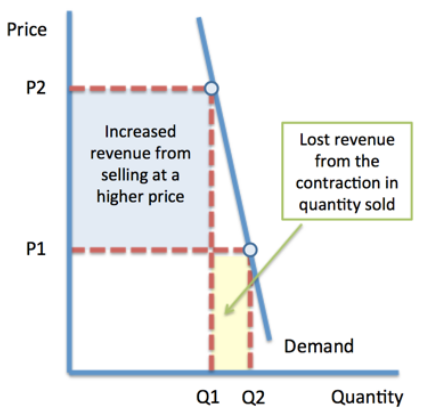 Price
P2
Increased
revenue from
selling at a
higher price
Lost revenue
from the
contraction in
quantity sold
P1
Demand
Q1 Q2 Quantity